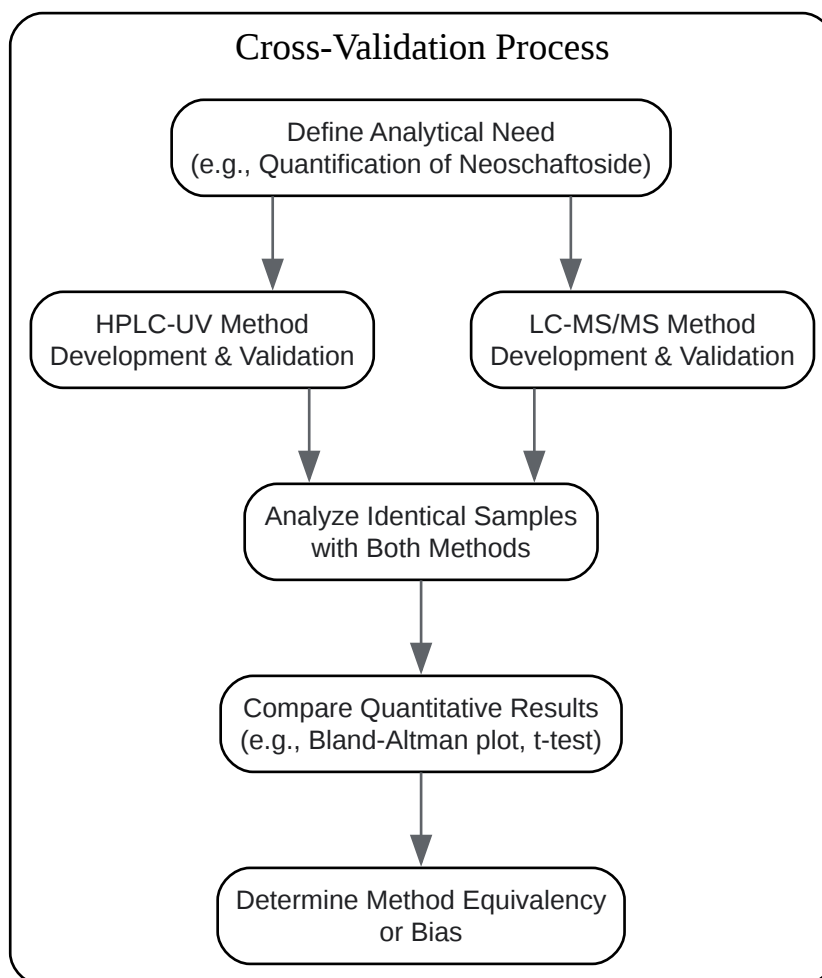 Cross-Validation Process
Define Analytical Need
(e.g., Quantification of Neoschaftoside)
HPLC-UV Method
Development & Validation
LC-MS/MS Method
Development & Validation
Analyze Identical Samples
with Both Methods
Compare Quantitative Results
(e.g., Bland-Altman plot, t-test)
Determine Method Equivalency
or Bias